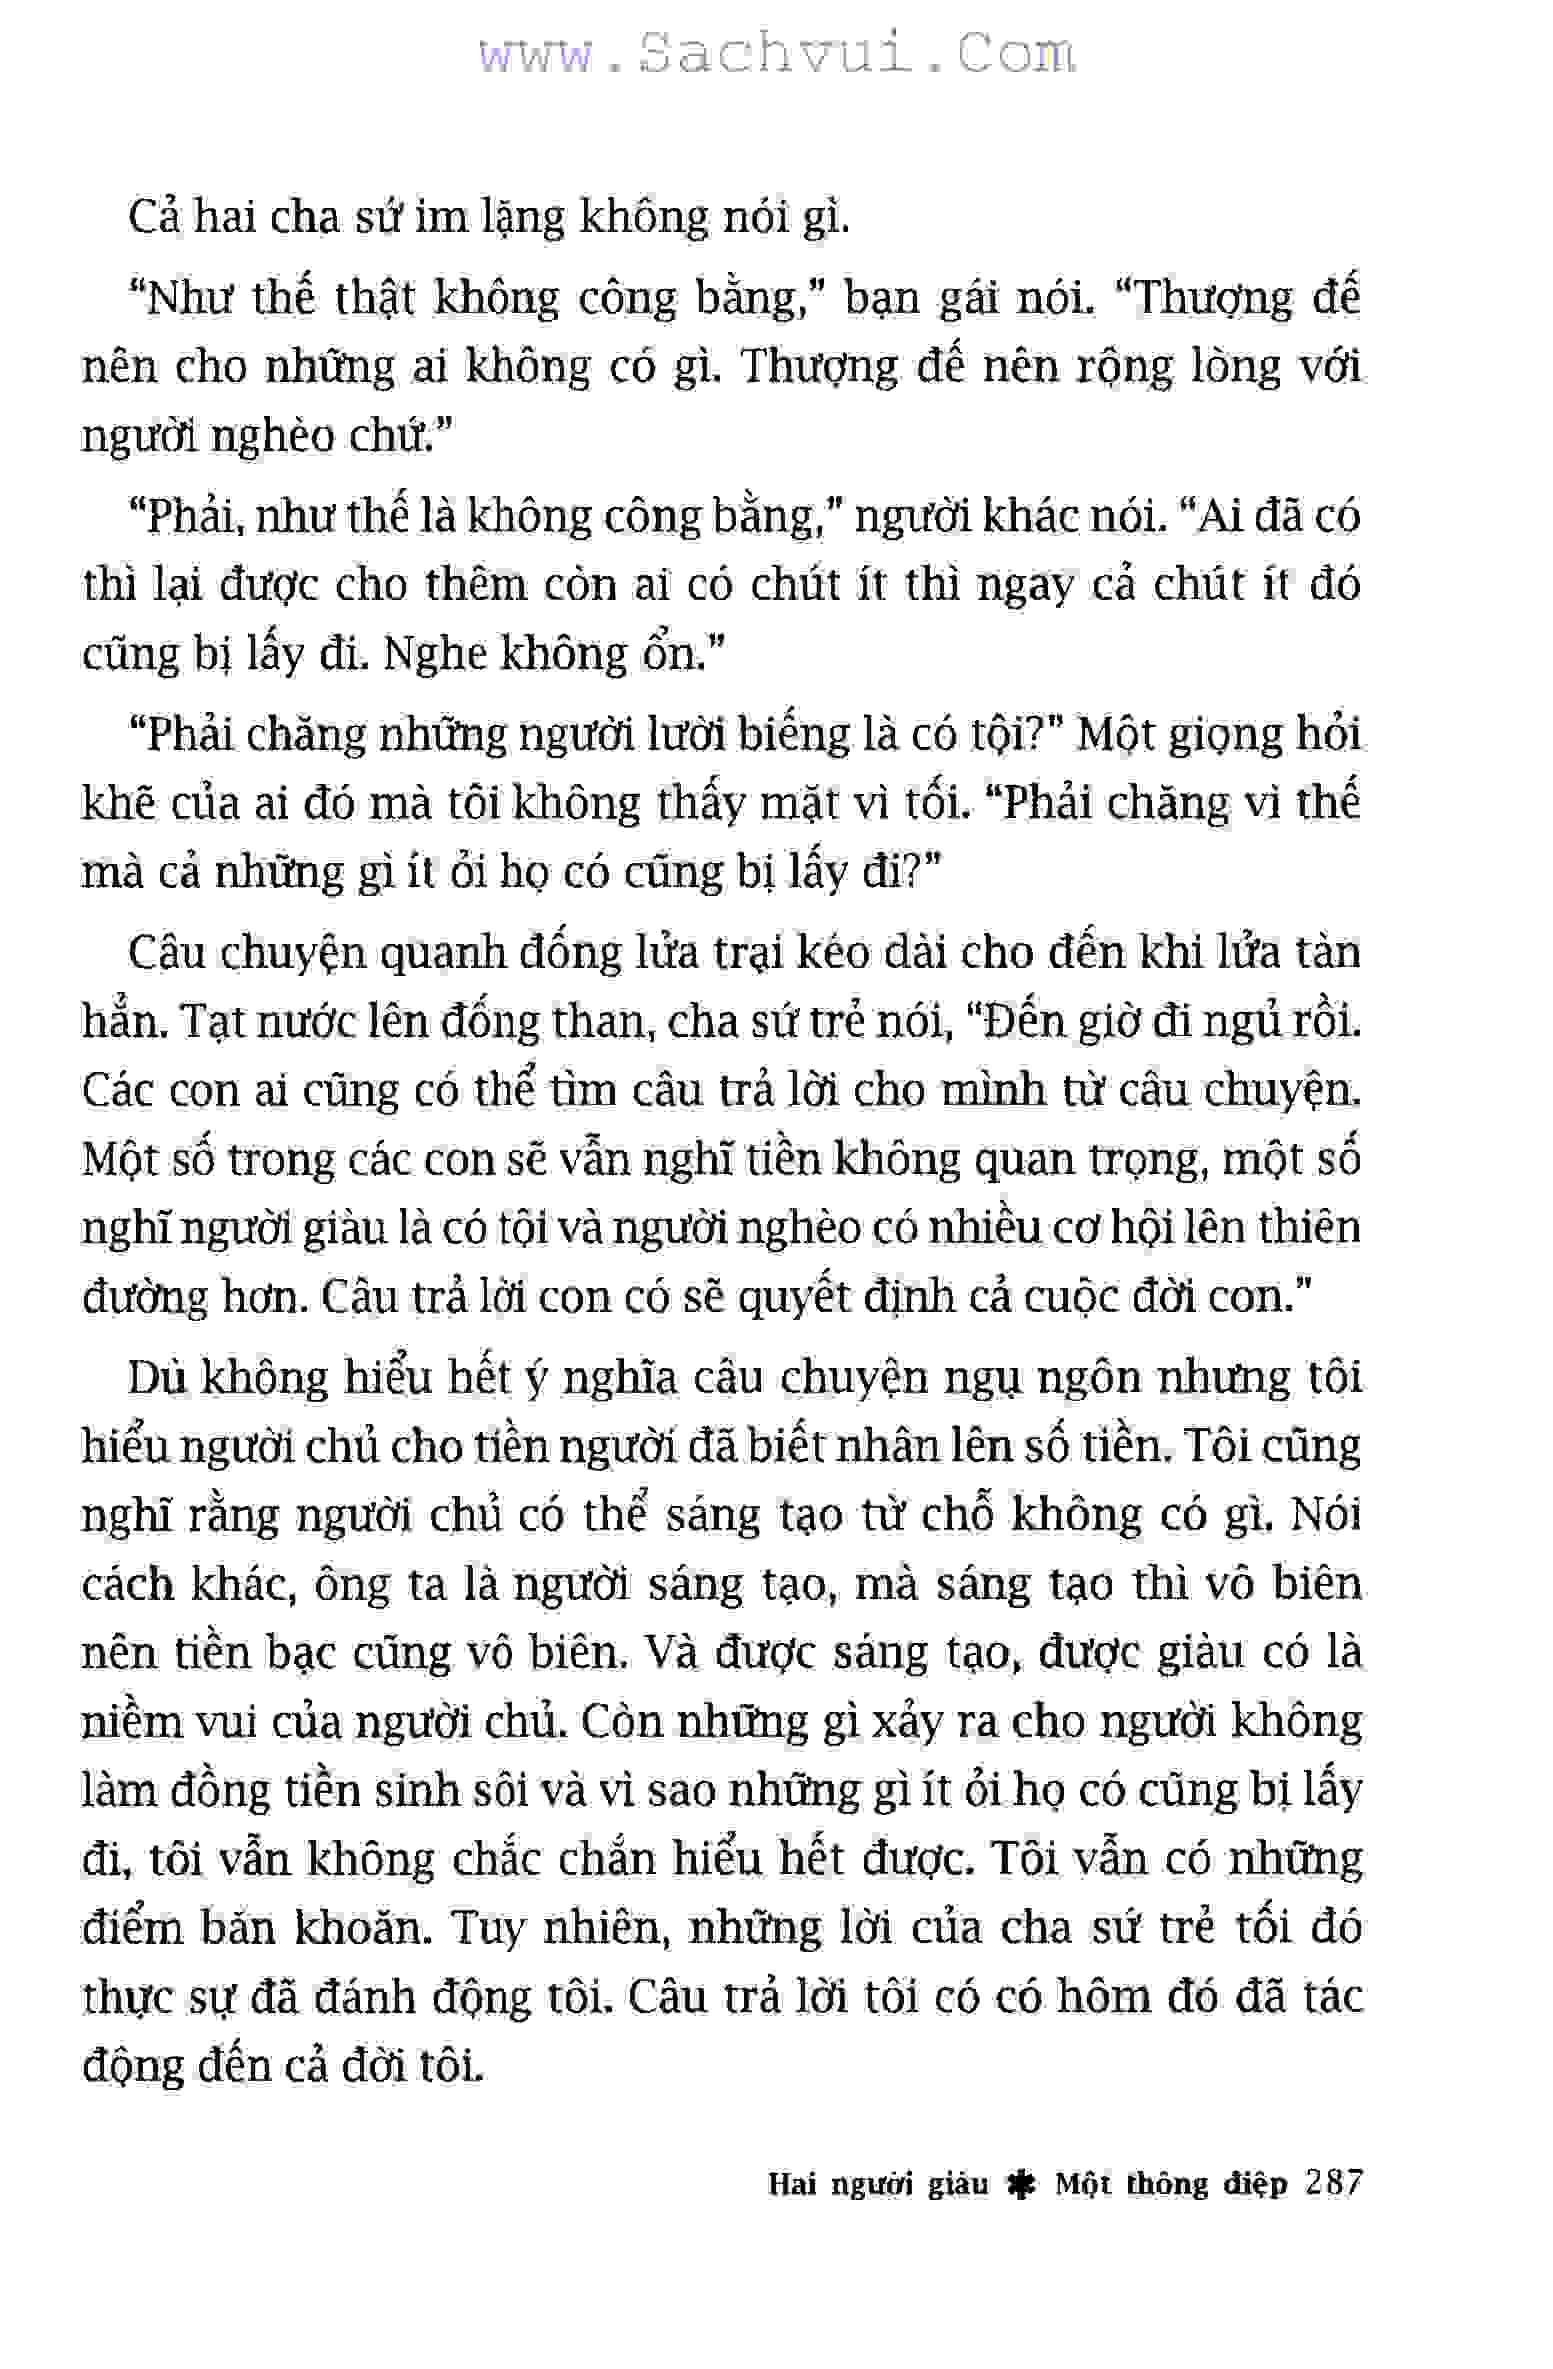 www.Sachvui.Com
Cả hai cha sứ im lặng không nói gì.
“Như thế thật không công bằng,” bạn gái nói. “Thượng đế
nên cho những ai không có gì. Thượng đế nên rộng lòng với
người nghèo chứ.”
“Phải, như thế là không công bằng,” người khác nói. “Ai đã có
thì lại được cho thêm còn ai có chút ít thì ngay cả chút ít đó
cũng bị lấy đi. Nghe không ổn.”
“Phải chăng những người lười biếng là có tội?” Một giọng hỏi
khẽ của ai đó mà tôi không thấy mặt vì tối. “Phải chăng vì thế
mà cả những gì ít ỏi họ có cũng bị lấy đi?”
Câu chuyện quanh đống lửa trại kéo dài cho đến khi lửa tàn
hẳn. Tạt nước lên đống than, cha sứ trẻ nói, “Đến giờ đi ngủ rồi.
Các con ai cũng có thể tìm câu trả lời cho mình từ câu chuyện.
Một số trong các con sẽ vẫn nghĩ tiền không quan trọng, một số
nghĩ người giàu là có tội và người nghèo có nhiều cơ hội lên thiên
đường hơn. Câu trả lời con có sẽ quyết định cả cuộc đời con.”
Dù không hiểu hết ý nghĩa câu chuyện ngụ ngôn nhưng tôi
hiểu người chủ cho tiền người đã biết nhân lên số tiền. Tôi cũng
nghĩ rằng người chủ có thể sáng tạo từ chỗ không có gì. Nói
cách khác, ông ta là người sáng tạo, mà sáng tạo thì vô biên
nên tiền bạc cũng vô biên. Và được sáng tạo, được giàu có là
niềm vui của người chủ. Còn những gì xảy ra cho người không
làm đồng tiền sinh sôi và vì sao những gì ít ỏi họ có cũng bị lấy
đi, tôi vẫn không chắc chắn hiểu hết được. Tôi vẫn có những
điểm băn khoăn. Tuy nhiên, những lời của cha sứ trẻ tối đó
thực sự đã đánh động tôi. Câu trả lời tôi có có hôm đó đã tác
động đến cả đời tôi.
Hai người giàu ✱ Một thông điệp 287